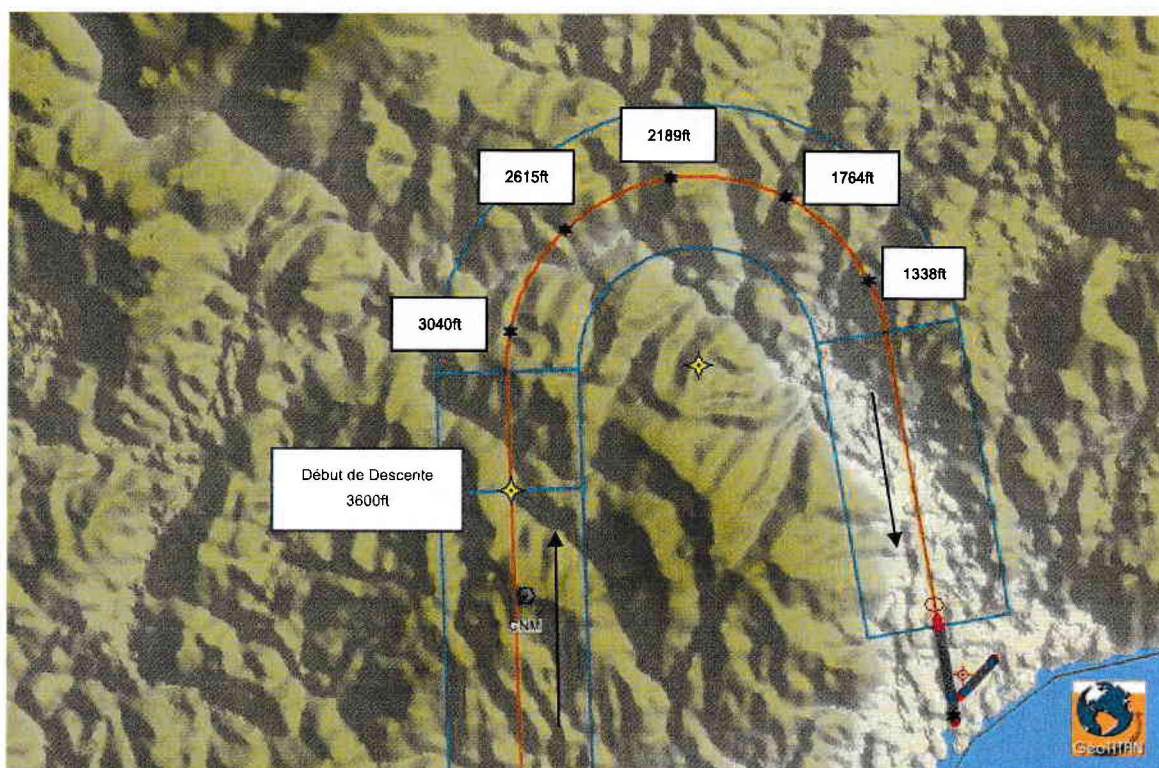 2189ft
2615ft
1764ft
1338ft
3040ft
Début de Descente
3600ft
GNM
GeoTITAN